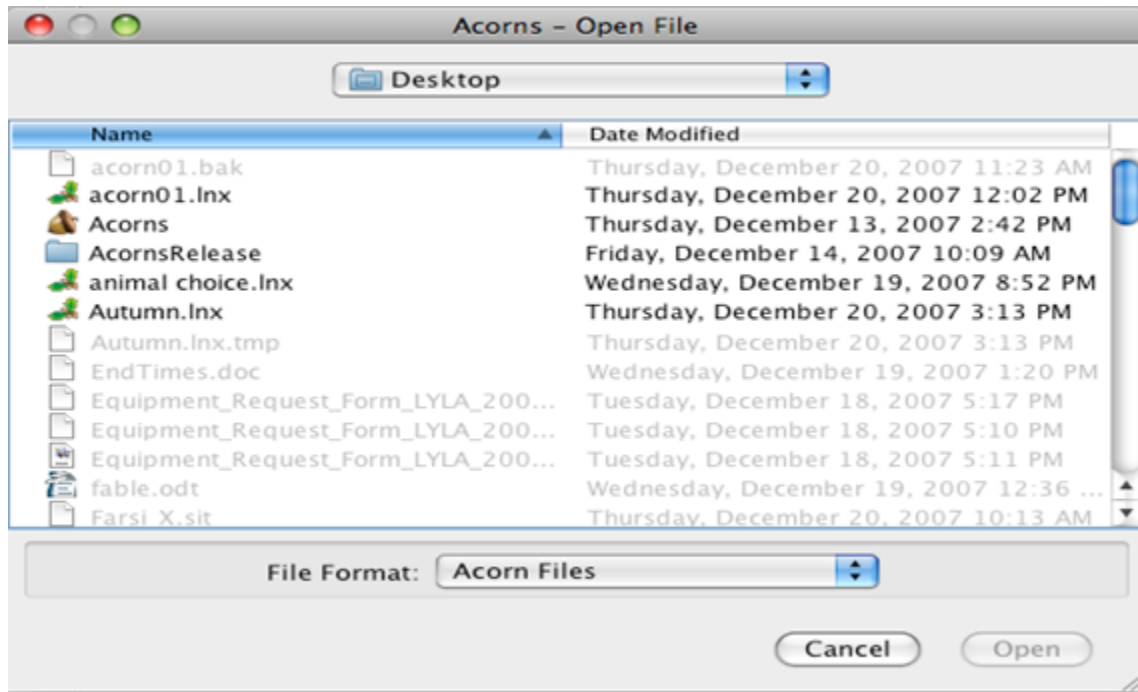 Acorns – Open File
Desktop
Name Date Modified
acorn01.bak Thursday, December 20, 2007 11:23 AM
acorn01.lnx Thursday, December 20, 2007 12:02 PM
Acorns Thursday, December 13, 2007 2:42 PM
AcornsRelease Friday, December 14, 2007 10:09 AM
animal choice.lnx Wednesday, December 19, 2007 8:52 PM
Autumn.lnx Thursday, December 20, 2007 3:13 PM
Autumn.lnx.tmp Thursday, December 20, 2007 3:13 PM
EndTimes.doc Wednesday, December 19, 2007 1:20 PM
Equipment_Request_Form_LYLA_200... Tuesday, December 18, 2007 5:17 PM
Equipment_Request_Form_LYLA_200... Tuesday, December 18, 2007 5:10 PM
Equipment_Request_Form_LYLA_200... Tuesday, December 18, 2007 5:11 PM
fable.odt Wednesday, December 19, 2007 12:36 ...
Farsi X.sit Thursday, December 20, 2007 10:13 AM
File Format: Acorn Files
Cancel Open